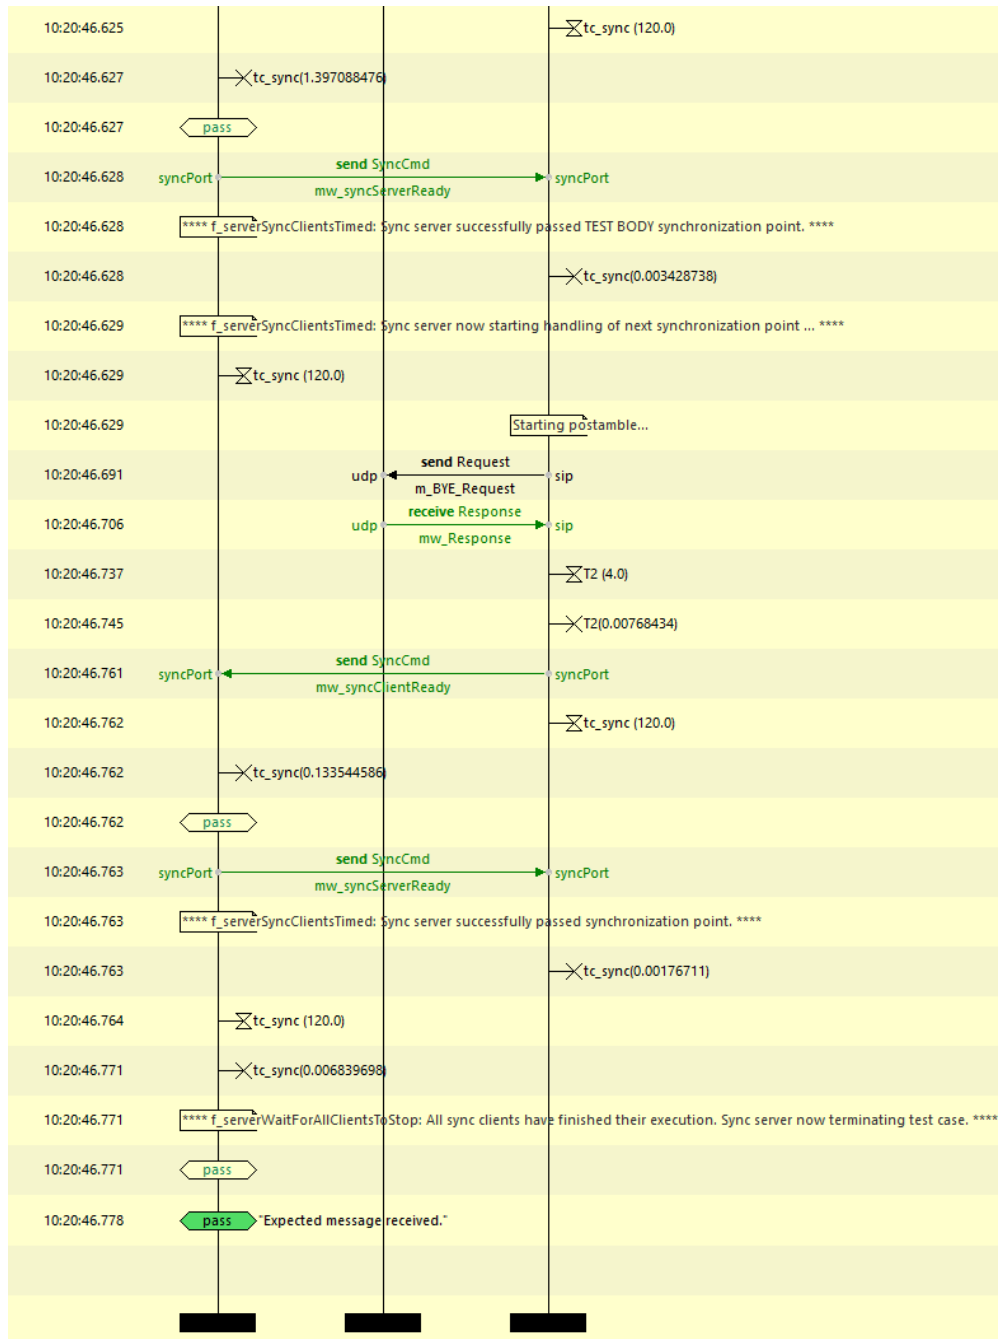 10:20:46.625 tc_sync (120.0)
10:20:46.627 tc_sync(1.397088476)
10:20:46.627 pass
send SyncCmd
10:20:46.628 syncPort syncPort
mw_syncServerReady
10:20:46.628 **** f_serverSyncClientsTimed: Sync server successfully passed TEST BODY synchronization point. ****
10:20:46.628 tc_sync(0.003428738)
10:20:46.629 **** f_serverSyncClientsTimed: Sync server now starting handling of next synchronization point ... ****
10:20:46.629 tc_sync (120.0)
10:20:46.629 Starting postamble...
send Request
10:20:46.691 udp sip
m_BYE_Request
receive Response
10:20:46.706 udp sip
mw_Response
10:20:46.737 T2 (4.0)
10:20:46.745 T2(0.00768434)
send SyncCmd
10:20:46.761 syncPort syncPort
mw_syncClientReady
10:20:46.762 tc_sync (120.0)
10:20:46.762 tc_sync(0.133544586)
10:20:46.762 pass
send SyncCmd
10:20:46.763 syncPort syncPort
mw_syncServerReady
10:20:46.763 **** f_serverSyncClientsTimed: Sync server successfully passed synchronization point. ****
10:20:46.763 tc_sync(0.00176711)
10:20:46.764 tc_sync (120.0)
10:20:46.771 tc_sync(0.006839698)
10:20:46.771 **** f_serverWaitForAllClientsToStop: All sync clients have finished their execution. Sync server now terminating test case. ****
10:20:46.771 pass
10:20:46.778 pass "Expected message received."